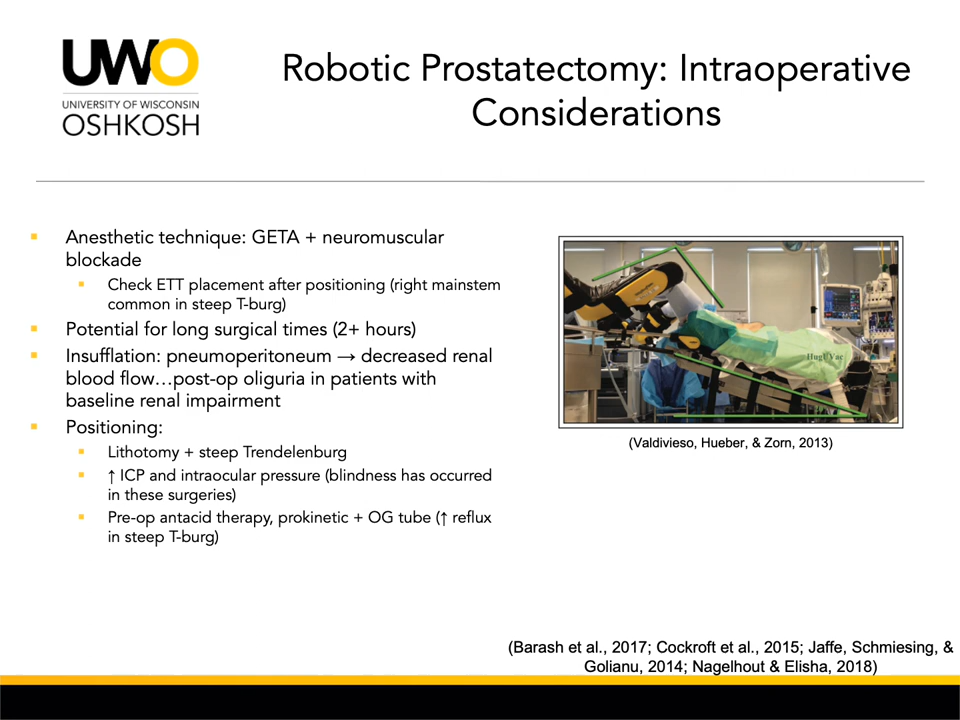 UWO
UNIVERSITY OF WISCONSIN
OSHKOSH
Robotic Prostatectomy: Intraoperative
Considerations
▪ Anesthetic technique: GETA + neuromuscular
blockade
▪ Check ETT placement after positioning (right mainstem
common in steep T-burg)
▪ Potential for long surgical times (2+ hours)
▪ Insufflation: pneumoperitoneum → decreased renal
blood flow…post-op oliguria in patients with
baseline renal impairment
▪ Positioning:
▪ Lithotomy + steep Trendelenburg
▪ ↑ ICP and intraocular pressure (blindness has occurred
in these surgeries)
▪ Pre-op antacid therapy, prokinetic + OG tube (↑ reflux
in steep T-burg)
HugUVac
(Valdivieso, Hueber, & Zorn, 2013)
(Barash et al., 2017; Cockroft et al., 2015; Jaffe, Schmiesing, &
Golianu, 2014; Nagelhout & Elisha, 2018)